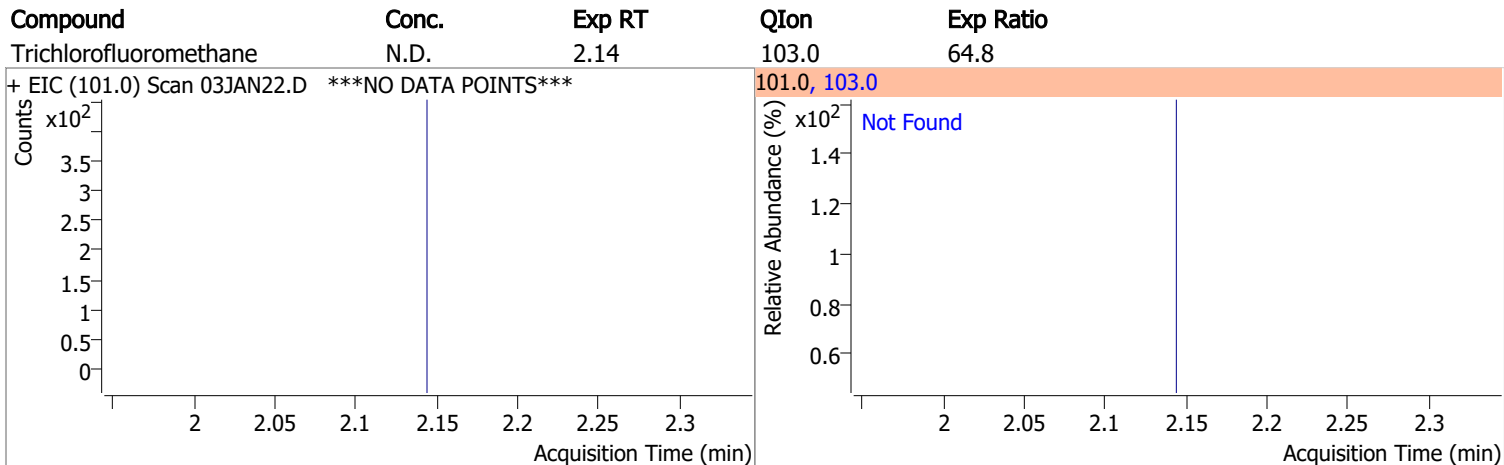 Compound Conc. Exp RT QIon Exp Ratio
Trichlorofluoromethane N.D. 2.14 103.0 64.8
+ EIC (101.0) Scan 03JAN22.D ***NO DATA POINTS***
Counts
x10²
3.5
3
2.5
2
1.5
1
0.5
0
2 2.05 2.1 2.15 2.2 2.25 2.3
Acquisition Time (min)
101.0, 103.0
Relative Abundance (%)
x10²
Not Found
1.4
1.2
1
0.8
0.6
2 2.05 2.1 2.15 2.2 2.25 2.3
Acquisition Time (min)